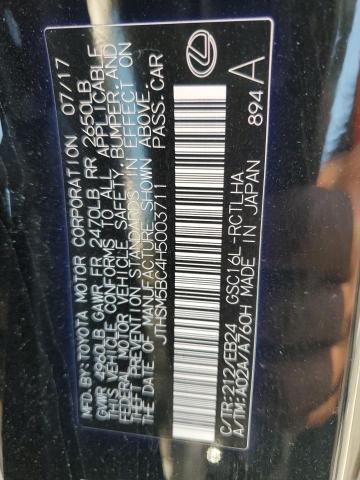 MFD.BY:TOYOTA MOTOR CORPORATION 07/17
GVWR 4960LB GAWR FR 2470LB RR 2650LB
THIS VEHICLE CONFORMS TO ALL APPLICABLE
FEDERAL MOTOR VEHICLE SAFETY, BUMPER, AND
THEFT PREVENTION STANDARDS IN EFFECT ON
THE DATE OF MANUFACTURE SHOWN ABOVE.
JTHSM5BC4H5003711 PASS. CAR
C/TR:212/EB24 GSC16L-RCTLHA 894 A
A/TM:A02A/A760H MADE IN JAPAN